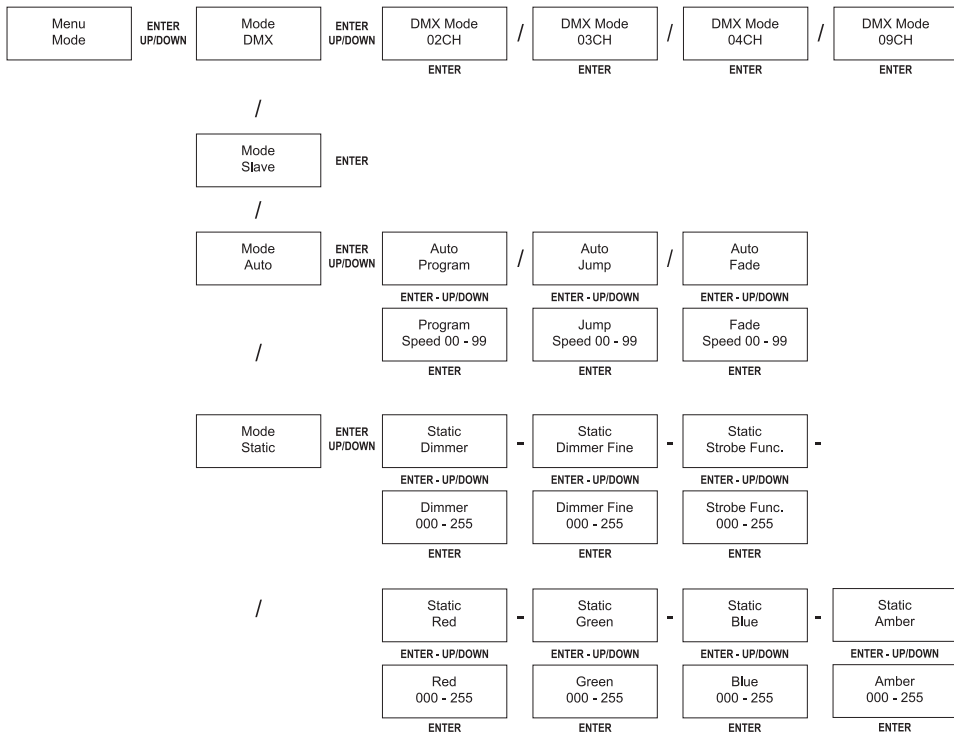 Menu
Mode
ENTER
UP/DOWN
Mode
DMX
ENTER
UP/DOWN
DMX Mode
02CH
/
DMX Mode
03CH
/
DMX Mode
04CH
/
DMX Mode
09CH
ENTER
ENTER
ENTER
ENTER
/
Mode
Slave
ENTER
/
Mode
Auto
ENTER
UP/DOWN
Auto
Program
/
Auto
Jump
/
Auto
Fade
ENTER - UP/DOWN
ENTER - UP/DOWN
ENTER - UP/DOWN
Program
Speed 00 - 99
Jump
Speed 00 - 99
Fade
Speed 00 - 99
ENTER
ENTER
ENTER
/
Mode
Static
ENTER
UP/DOWN
Static
Dimmer
-
Static
Dimmer Fine
-
Static
Strobe Func.
-
ENTER - UP/DOWN
ENTER - UP/DOWN
ENTER - UP/DOWN
Dimmer
000 - 255
Dimmer Fine
000 - 255
Strobe Func.
000 - 255
ENTER
ENTER
ENTER
/
Static
Red
-
Static
Green
-
Static
Blue
-
Static
Amber
ENTER - UP/DOWN
ENTER - UP/DOWN
ENTER - UP/DOWN
ENTER - UP/DOWN
Red
000 - 255
Green
000 - 255
Blue
000 - 255
Amber
000 - 255
ENTER
ENTER
ENTER
ENTER